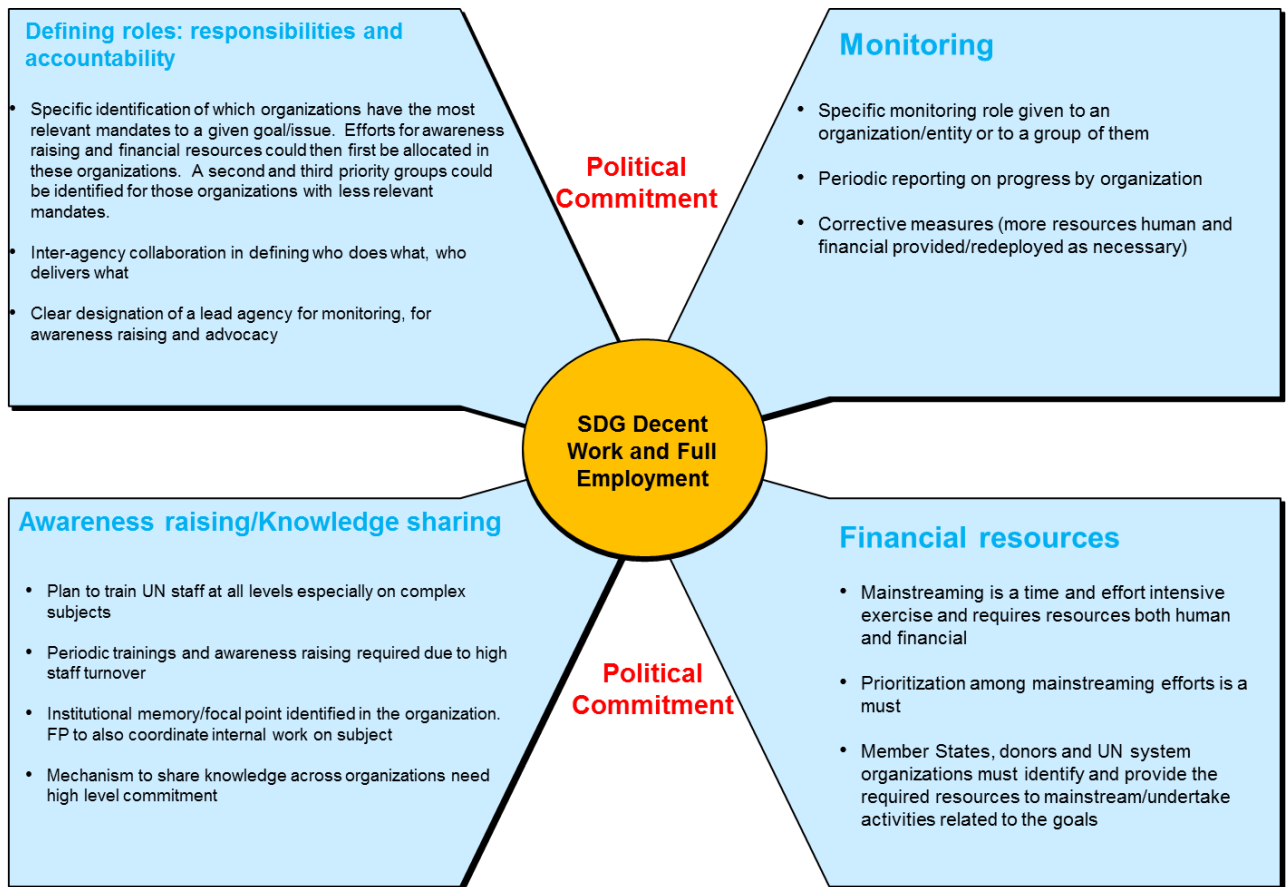 Defining roles: responsibilities and
accountability
• Specific identification of which organizations have the most
relevant mandates to a given goal/issue. Efforts for awareness
raising and financial resources could then first be allocated in
these organizations. A second and third priority groups could
be identified for those organizations with less relevant
mandates.
• Inter-agency collaboration in defining who does what, who
delivers what
• Clear designation of a lead agency for monitoring, for
awareness raising and advocacy
Political
Commitment
Monitoring
• Specific monitoring role given to an
organization/entity or to a group of them
• Periodic reporting on progress by organization
• Corrective measures (more resources human and
financial provided/redeployed as necessary)
SDG Decent
Work and Full
Employment
Awareness raising/Knowledge sharing
• Plan to train UN staff at all levels especially on complex
subjects
• Periodic trainings and awareness raising required due to high
staff turnover
• Institutional memory/focal point identified in the organization.
FP to also coordinate internal work on subject
• Mechanism to share knowledge across organizations need
high level commitment
Political
Commitment
Financial resources
• Mainstreaming is a time and effort intensive
exercise and requires resources both human
and financial
• Prioritization among mainstreaming efforts is a
must
• Member States, donors and UN system
organizations must identify and provide the
required resources to mainstream/undertake
activities related to the goals